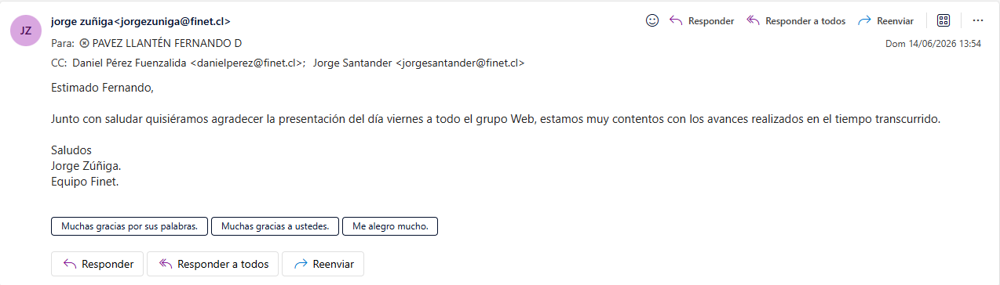 JZ
jorge zuñiga<jorgezuniga@finet.cl>
Responder
Responder a todos
Reenviar
Para: PAVEZ LLANTÉN FERNANDO D
Dom 14/06/2026 13:54
CC: Daniel Pérez Fuenzalida <danielperez@finet.cl>; Jorge Santander <jorgesantander@finet.cl>
Estimado Fernando,
Junto con saludar quisiéramos agradecer la presentación del día viernes a todo el grupo Web, estamos muy contentos con los avances realizados en el tiempo transcurrido.
Saludos
Jorge Zúñiga.
Equipo Finet.
Muchas gracias por sus palabras. Muchas gracias a ustedes. Me alegro mucho.
Responder Responder a todos Reenviar